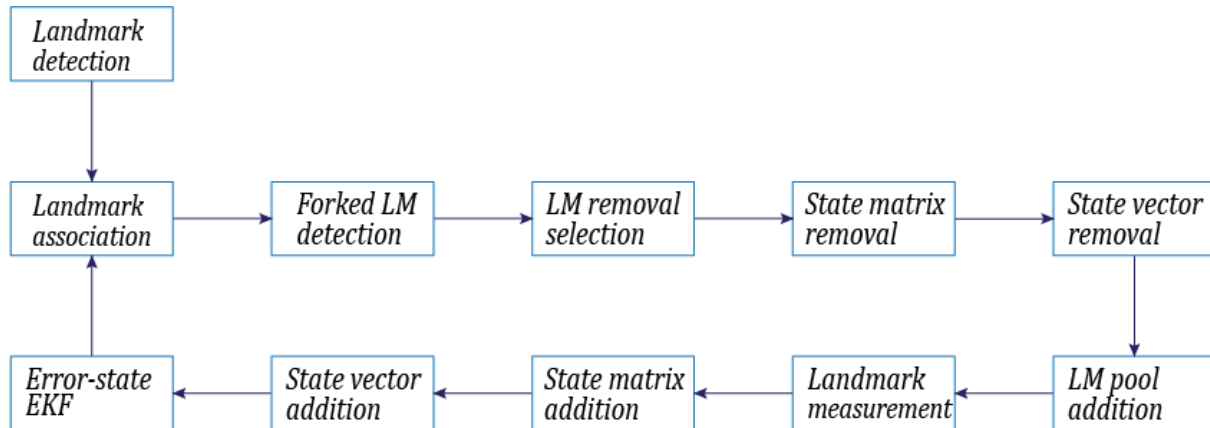 Landmark
detection
Landmark
association
Forked LM
detection
LM removal
selection
State matrix
removal
State vector
removal
Error-state
EKF
State vector
addition
State matrix
addition
Landmark
measurement
LM pool
addition